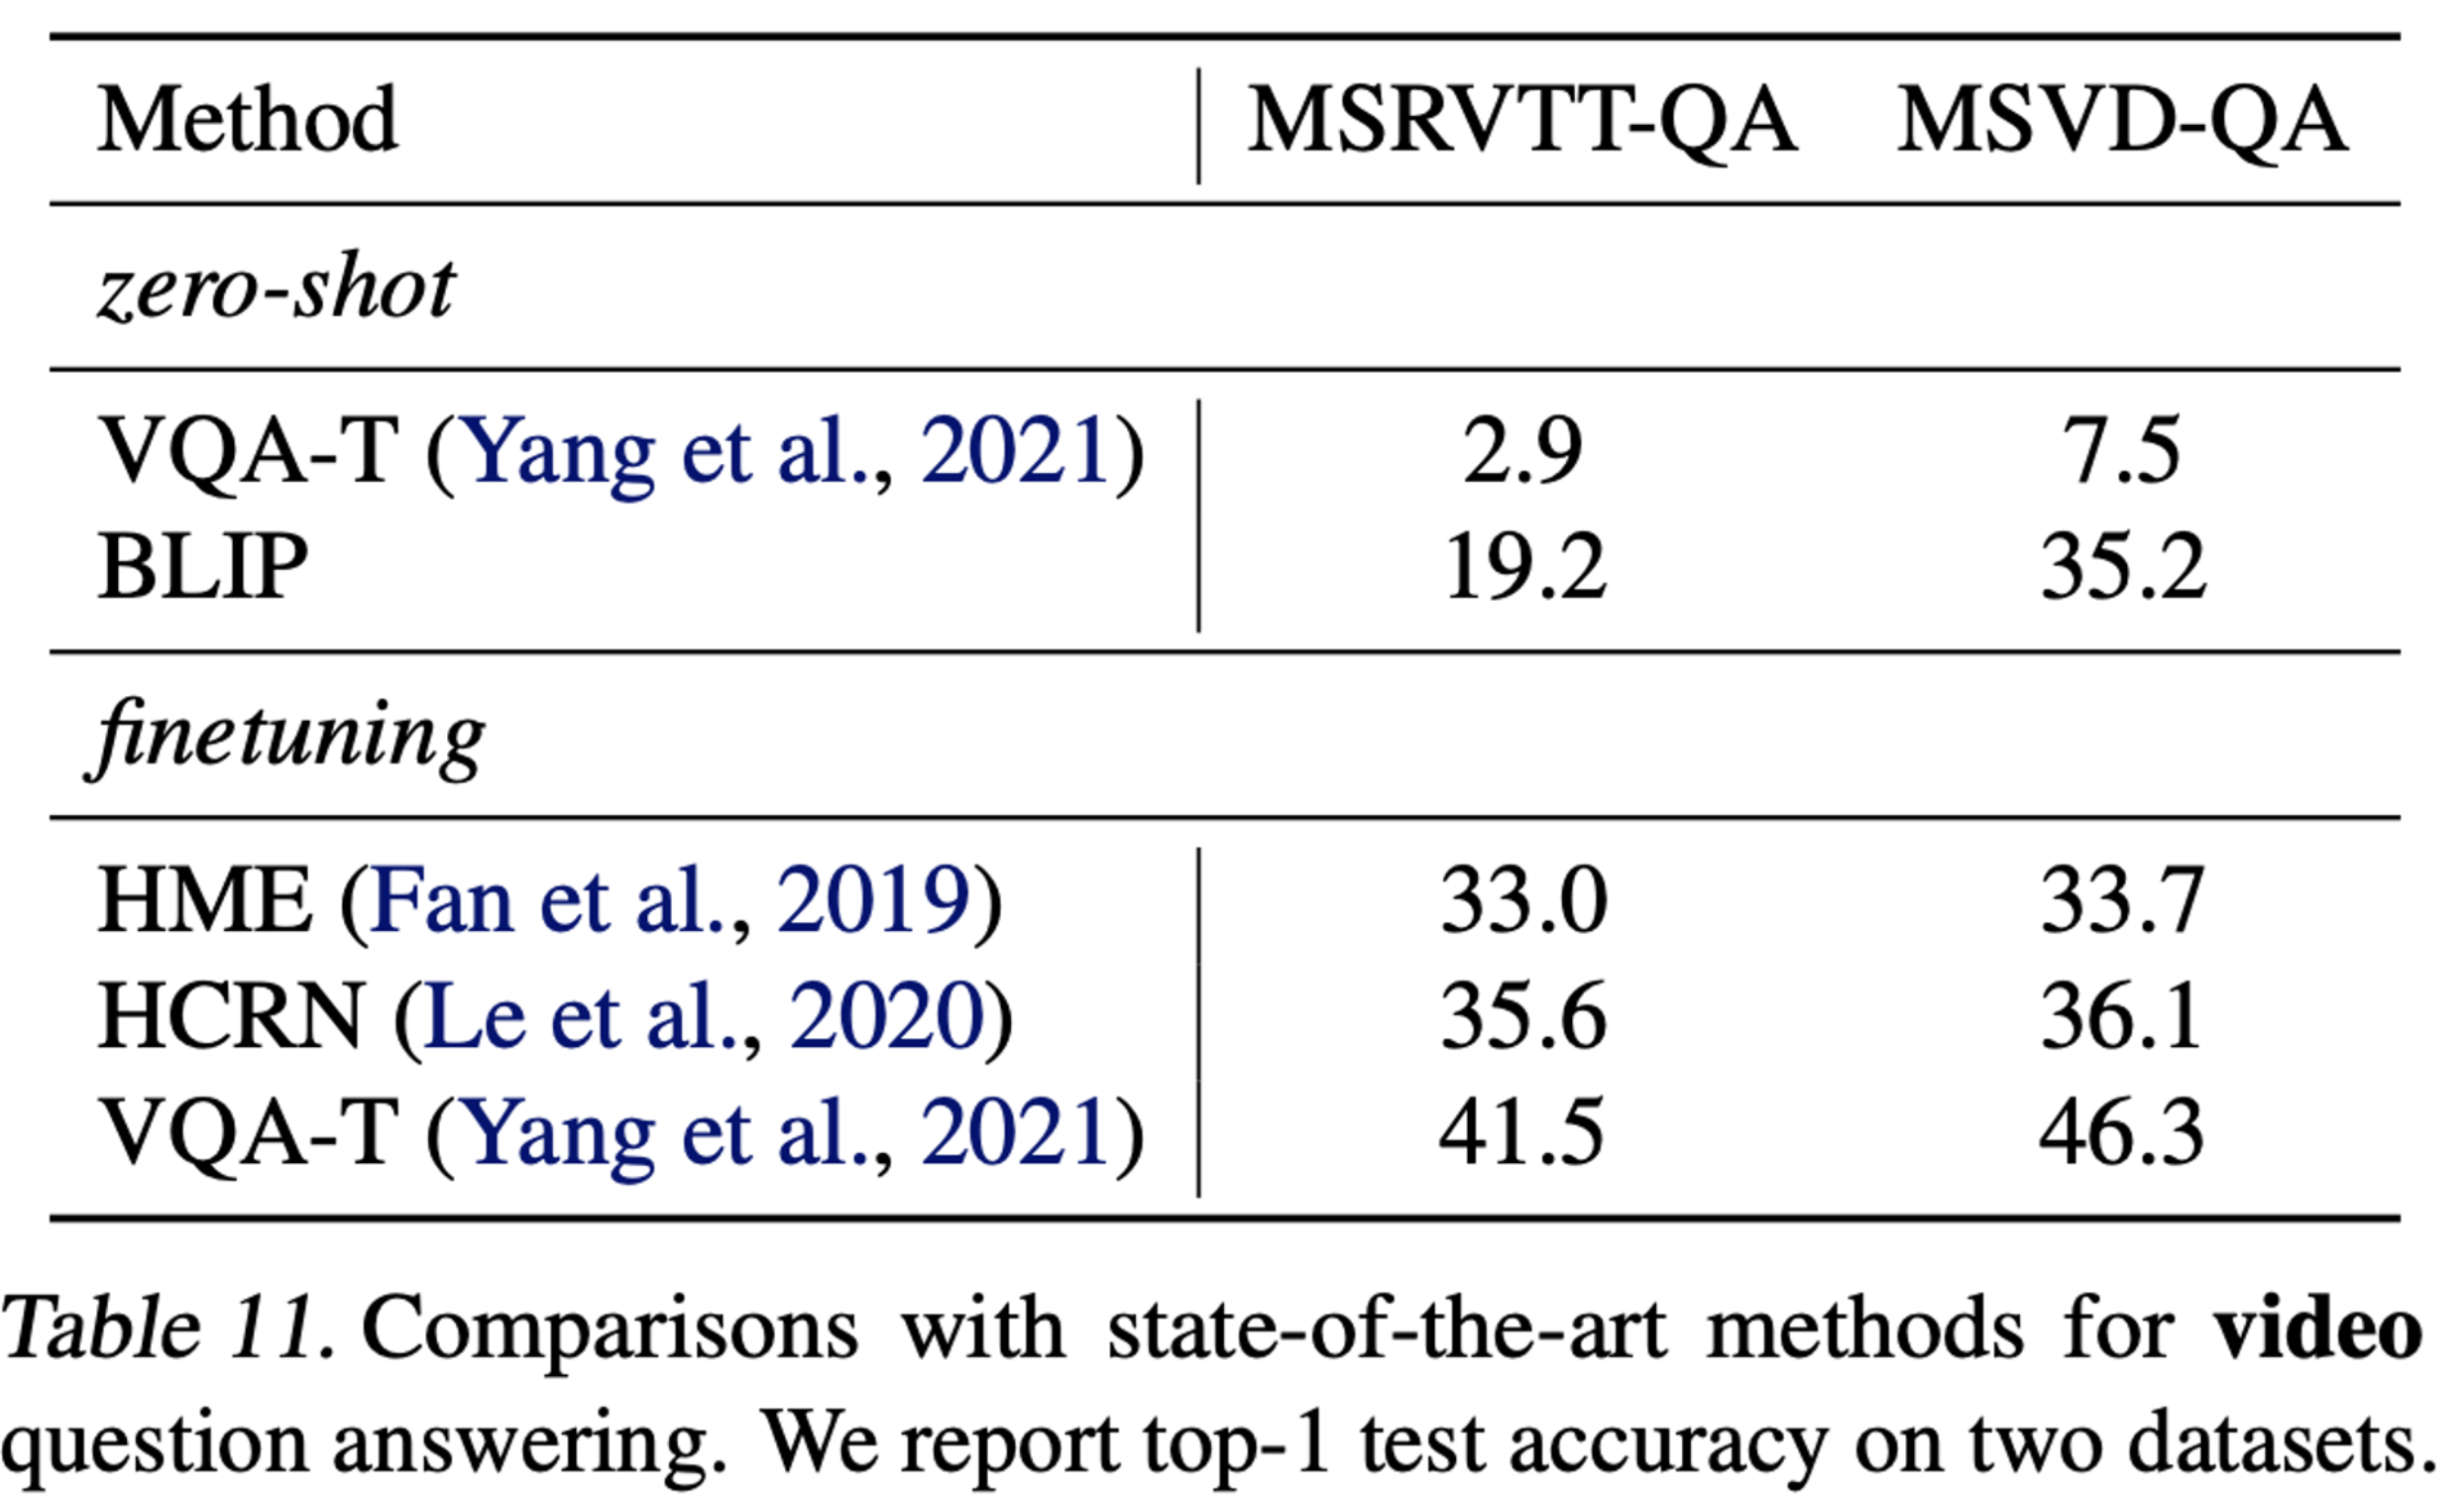 Method MSRVTT-QA MSVD-QA
zero-shot
VQA-T (Yang et al., 2021) 2.9 7.5
BLIP 19.2 35.2
finetuning
HME (Fan et al., 2019) 33.0 33.7
HCRN (Le et al., 2020) 35.6 36.1
VQA-T (Yang et al., 2021) 41.5 46.3
Table 11. Comparisons with state-of-the-art methods for video
question answering. We report top-1 test accuracy on two datasets.